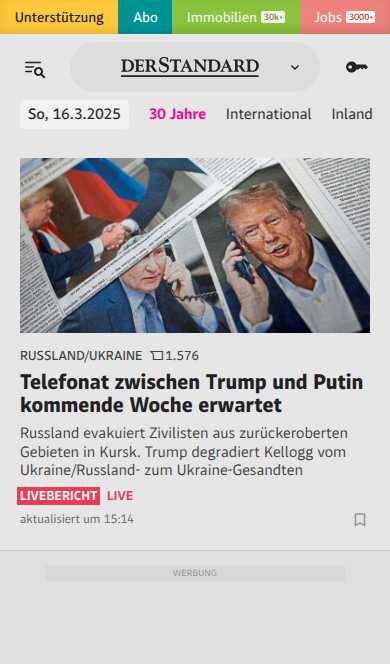 Unterstützung
Abo
Immobilien 30k+
Jobs 3000+
DERSTANDARD
So, 16.3.2025
30 Jahre
International
Inland
RUSSLAND/UKRAINE 1.576
Telefonat zwischen Trump und Putin
kommende Woche erwartet
Russland evakuiert Zivilisten aus zurückeroberten
Gebieten in Kursk. Trump degradiert Kellogg vom
Ukraine/Russland- zum Ukraine-Gesandten
LIVEBERICHT LIVE
aktualisiert um 15:14
WERBUNG